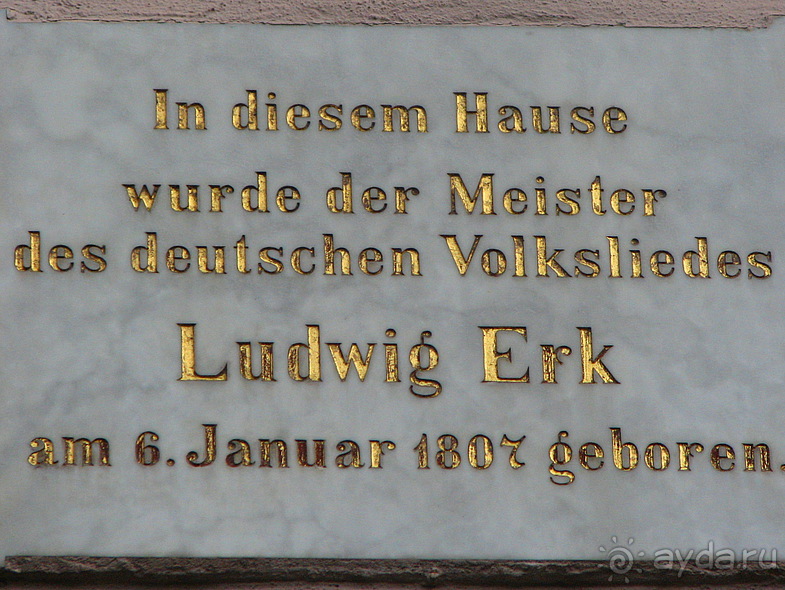 In diesem Hause
wurde der Meister
des deutschen Volksliedes
Ludwig Erk
am 6. Januar 1807 geboren.
ayda.ru